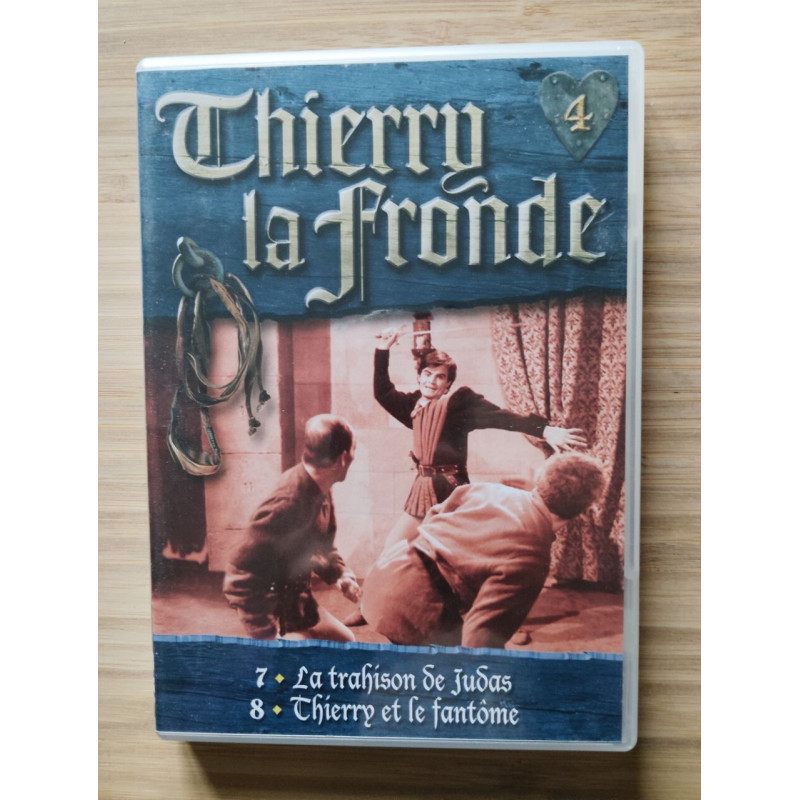 4
Thierry
la Fronde
7 ⬥ La trahison de Judas
8 ⬥ Thierry et le fantôme